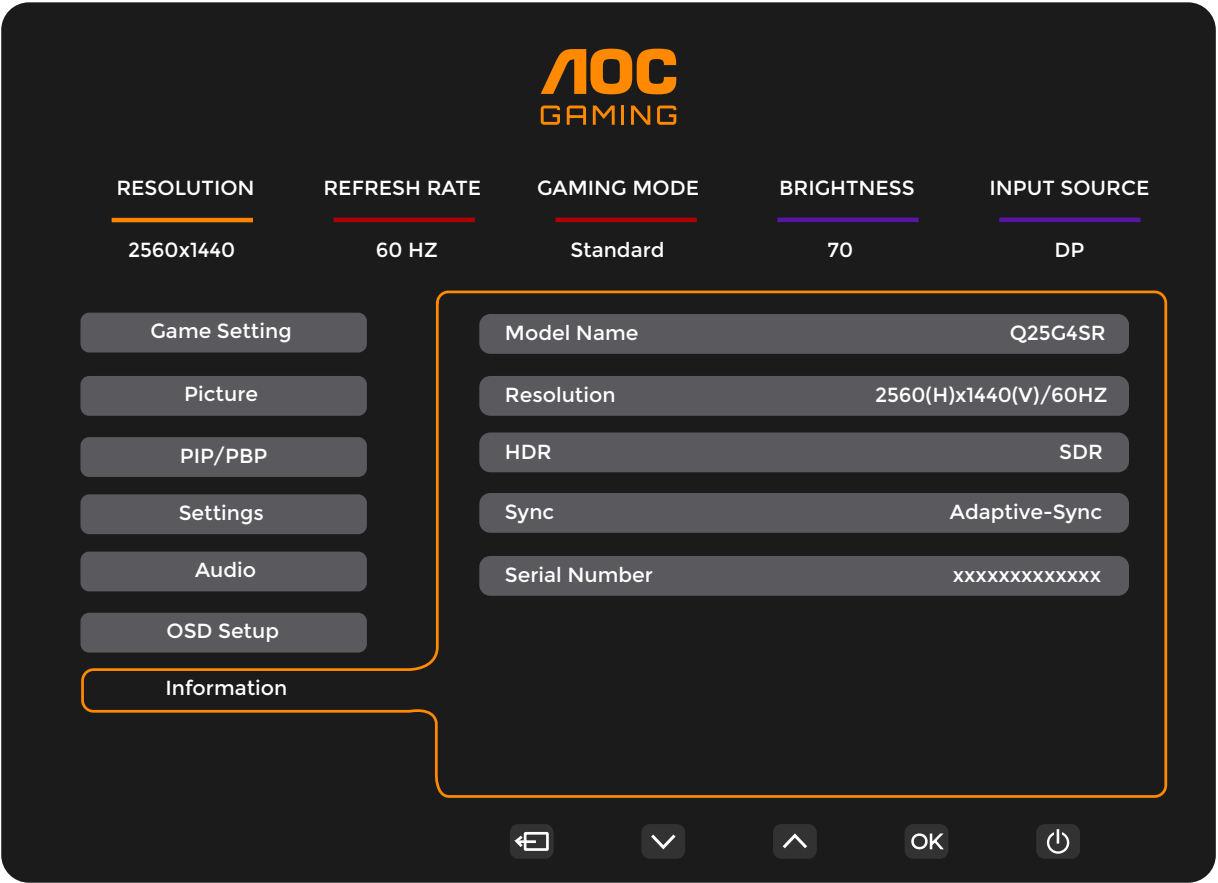 AOC
GAMING
RESOLUTION REFRESH RATE GAMING MODE BRIGHTNESS INPUT SOURCE
2560x1440 60 HZ Standard 70 DP
Game Setting
Picture
PIP/PBP
Settings
Audio
OSD Setup
Information
Model Name Q25G4SR
Resolution 2560(H)x1440(V)/60HZ
HDR SDR
Sync Adaptive-Sync
Serial Number xxxxxxxxxxxxx
OK